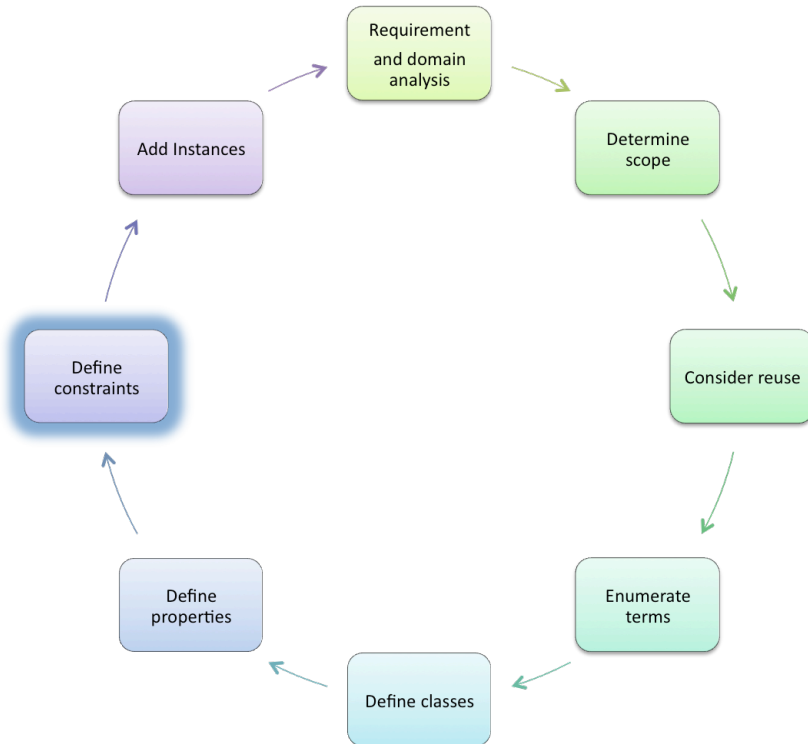 Requirement
and domain
analysis
Determine
scope
Consider reuse
Enumerate
terms
Define classes
Define
properties
Define
constraints
Add Instances